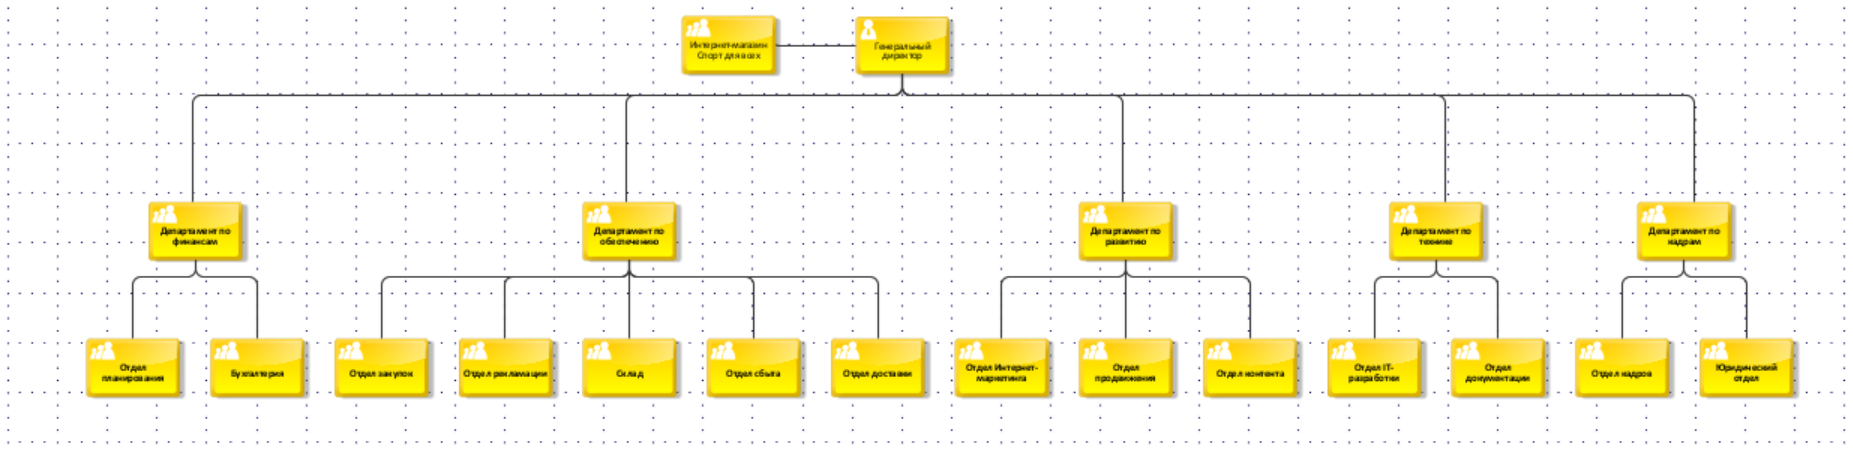 Интернет-магазин
Спорт для всех
Генеральный
директор
Департамент по
финансам
Департамент по
обеспечению
Департамент по
развитию
Департамент по
технике
Департамент по
кадрам
Отдел
планирования
Бухгалтерия
Отдел закупок
Отдел рекламации
Склад
Отдел сбыта
Отдел доставки
Отдел Интернет-
маркетинга
Отдел
продвижения
Отдел контента
Отдел IT-
разработки
Отдел
документации
Отдел кадров
Юридический
отдел